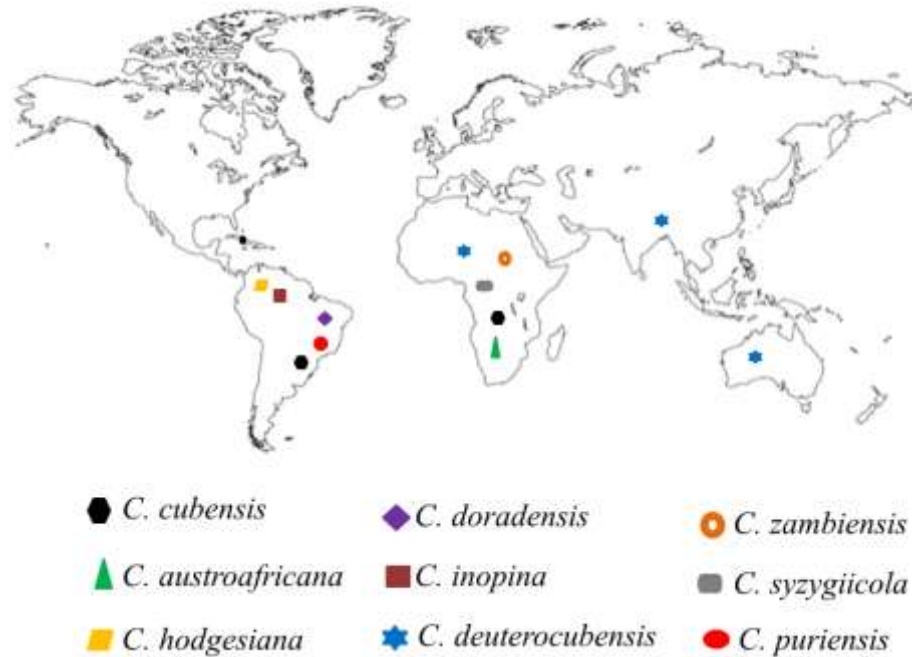 C. cubensis
C. doradensis
C. zambiensis
C. austroafricana
C. inopina
C. syzygiicola
C. hodgesiana
C. deuterocubensis
C. puriensis